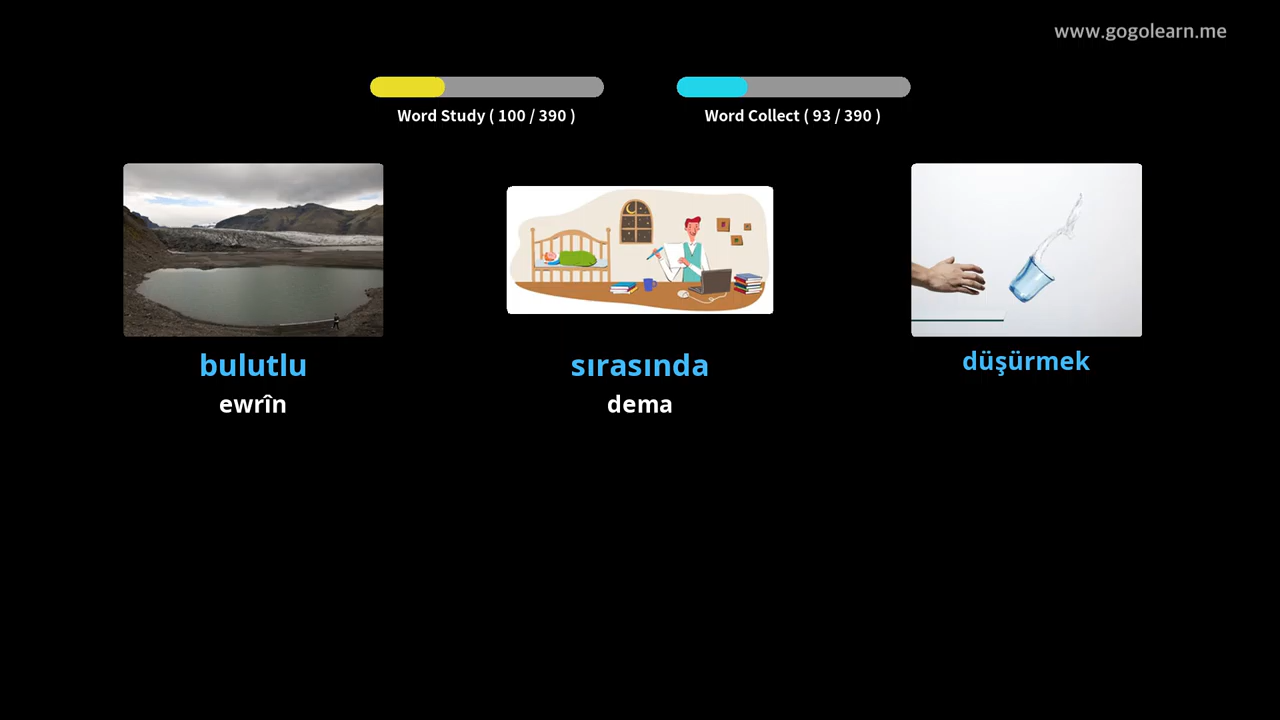 www.gogolearn.me
Word Study ( 100 / 390 )
Word Collect ( 93 / 390 )
bulutlu
ewrîn
sırasında
dema
düşürmek